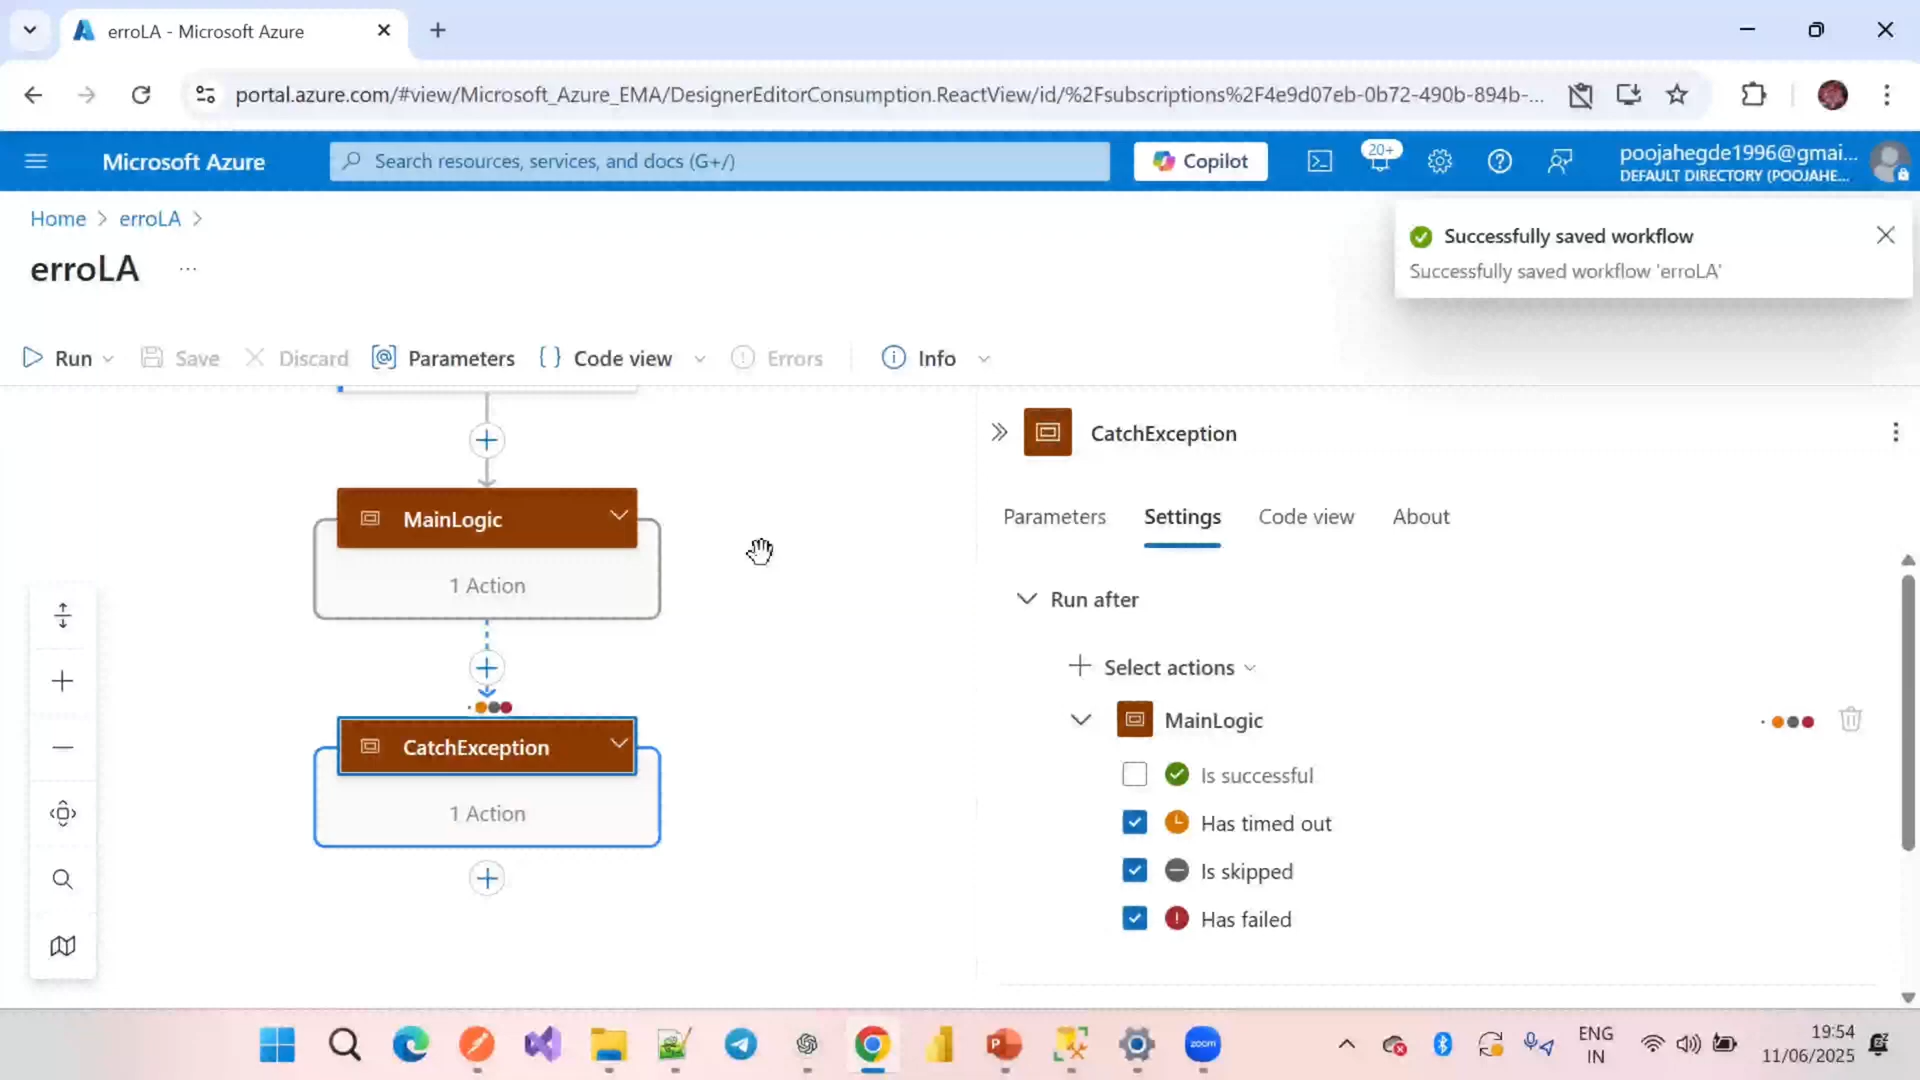 erroLA - Microsoft Azure
portal.azure.com/#view/Microsoft_Azure_EMA/DesignerEditorConsumption.ReactView/id/%2Fsubscriptions%2F4e9d07eb-0b72-490b-894b-...
Microsoft Azure
Search resources, services, and docs (G+/)
Copilot
20+
poojahegde1996@gmai...
DEFAULT DIRECTORY (POOJAHE...
Home > erroLA >
erroLA ...
Successfully saved workflow
Successfully saved workflow 'erroLA'
Run Save Discard Parameters Code view Errors Info
MainLogic
1 Action
CatchException
1 Action
CatchException
Parameters Settings Code view About
Run after
Select actions
MainLogic
Is successful
Has timed out
Is skipped
Has failed
zoom
ENG
IN
19:54
11/06/2025